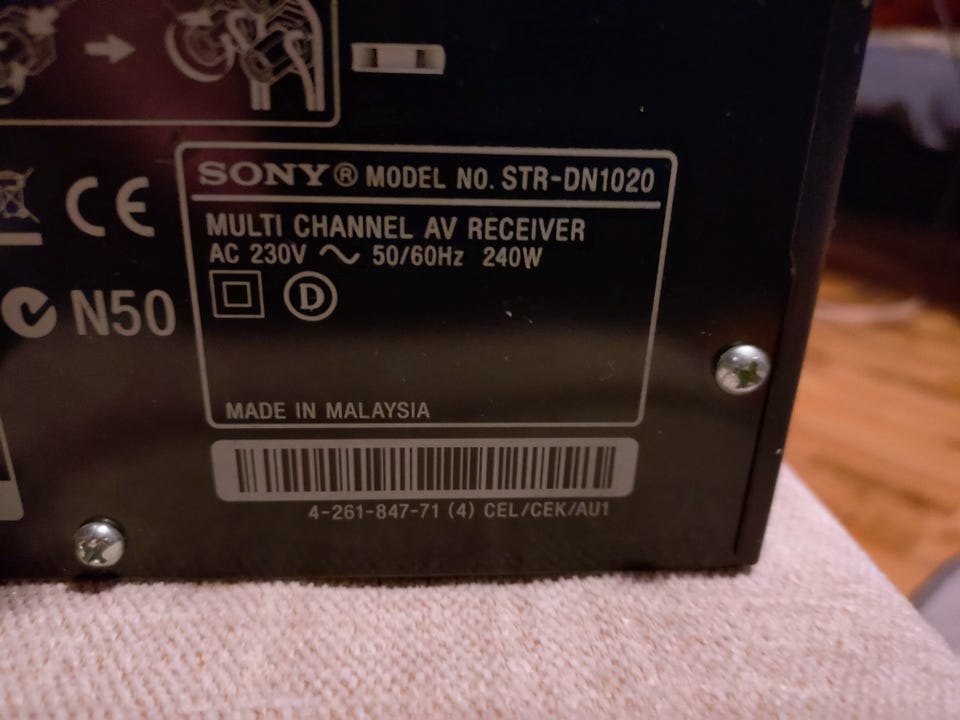 SONY® MODEL NO. STR-DN1020
MULTI CHANNEL AV RECEIVER
AC 230V ~ 50/60Hz 240W
D
CE
N50
MADE IN MALAYSIA
4-261-847-71 (4) CEL/CEK/AU1